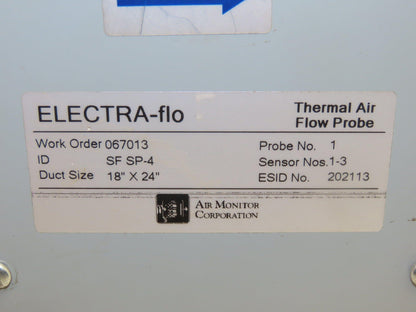 ELECTRA-flo
Thermal Air
Flow Probe
Work Order 067013
Probe No. 1
ID SF SP-4
Sensor Nos. 1-3
Duct Size 18" X 24"
ESID No. 202113
AIR MONITOR
CORPORATION